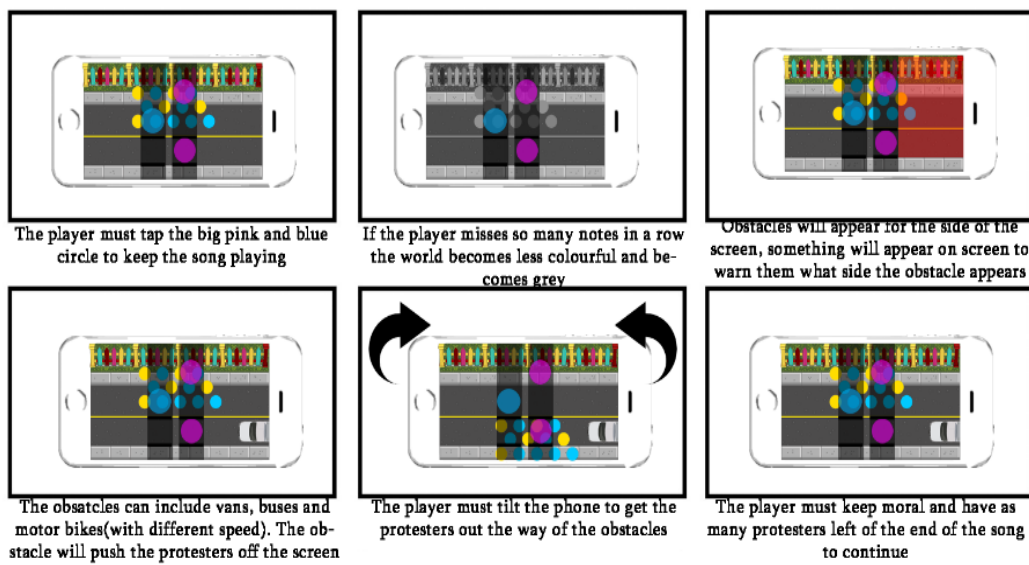 The player must tap the big pink and blue
circle to keep the song playing
If the player misses so many notes in a row
the world becomes less colourful and be-
comes grey
Obstacles will appear for the side of the
screen, something will appear on screen to
warn them what side the obstacle appears
The obsatcles can include vans, buses and
motor bikes(with different speed). The ob-
stacle will push the protesters off the screen
The player must tilt the phone to get the
protesters out the way of the obstacles
The player must keep moral and have as
many protesters left of the end of the song
to continue